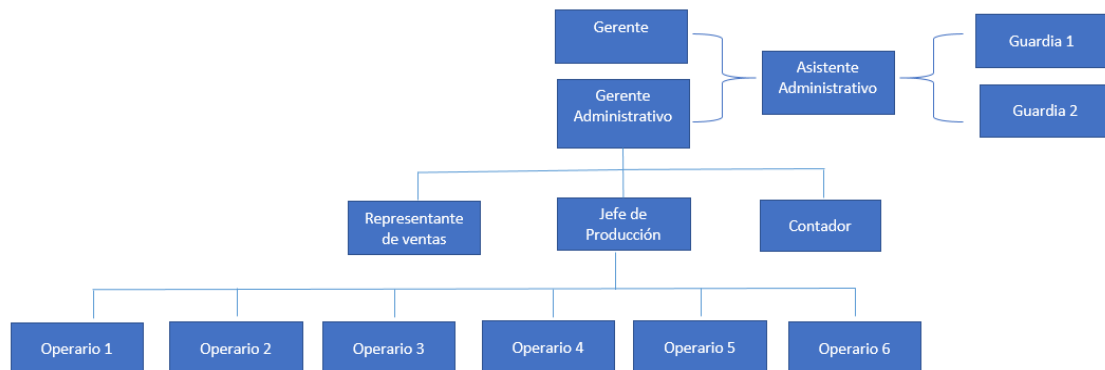 Gerente
Guardia 1
Asistente
Administrativo
Gerente
Administrativo
Guardia 2
Representante
de ventas
Jefe de
Producción
Contador
Operario 1
Operario 2
Operario 3
Operario 4
Operario 5
Operario 6